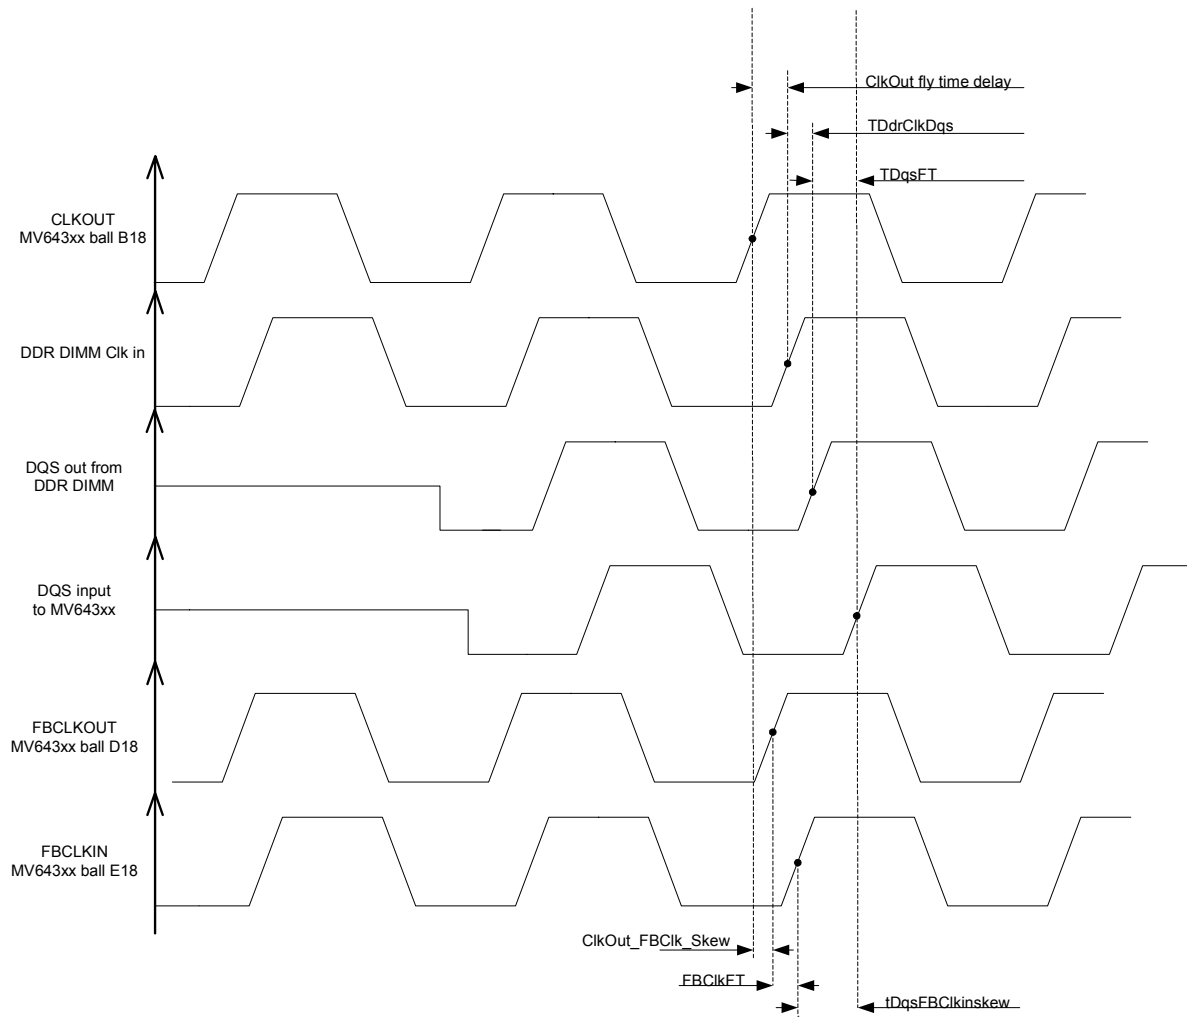 ClkOut fly time delay
TDdrClkDqs
TDqsFT
CLKOUT
MV643xx ball B18
DDR DIMM Clk in
DQS out from
DDR DIMM
DQS input
to MV643xx
FBCLKOUT
MV643xx ball D18
FBCLKIN
MV643xx ball E18
ClkOut_FBClk_Skew
FBClkFT
tDqsFBClkinskew